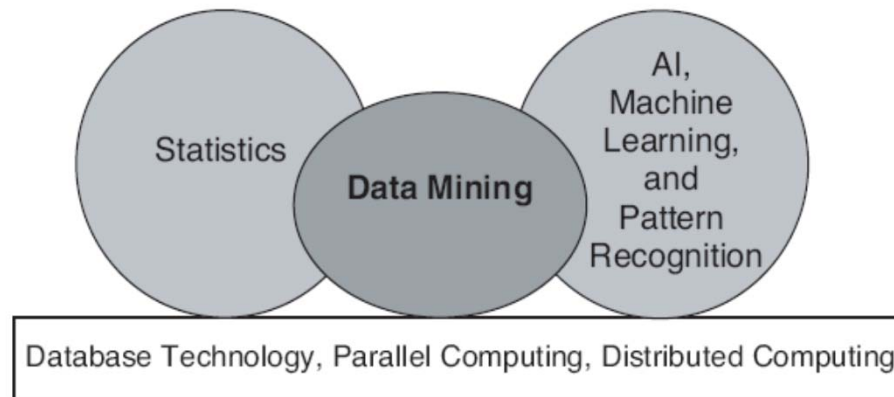 Statistics
Data Mining
AI,
Machine
Learning,
and
Pattern
Recognition
Database Technology, Parallel Computing, Distributed Computing